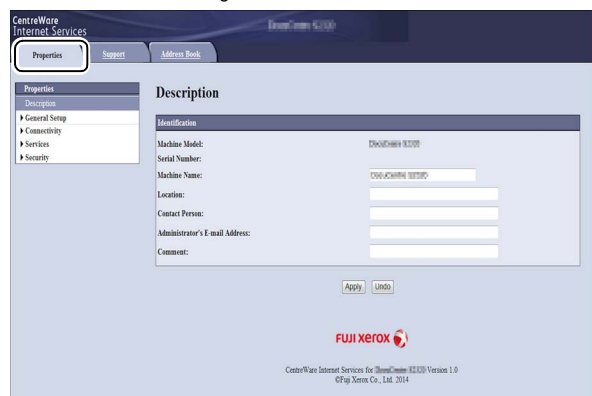 CentreWare
Internet Services
Properties
Support
Address Book
Properties
Description
General Setup
Connectivity
Services
Security
Description
Identification
Machine Model:
Serial Number:
Machine Name:
Location:
Contact Person:
Administrator's E-mail Address:
Comment:
Apply Undo
FUJI xerox
CentreWare Internet Services for Version 1.0
©Fuji Xerox Co., Ltd. 2014